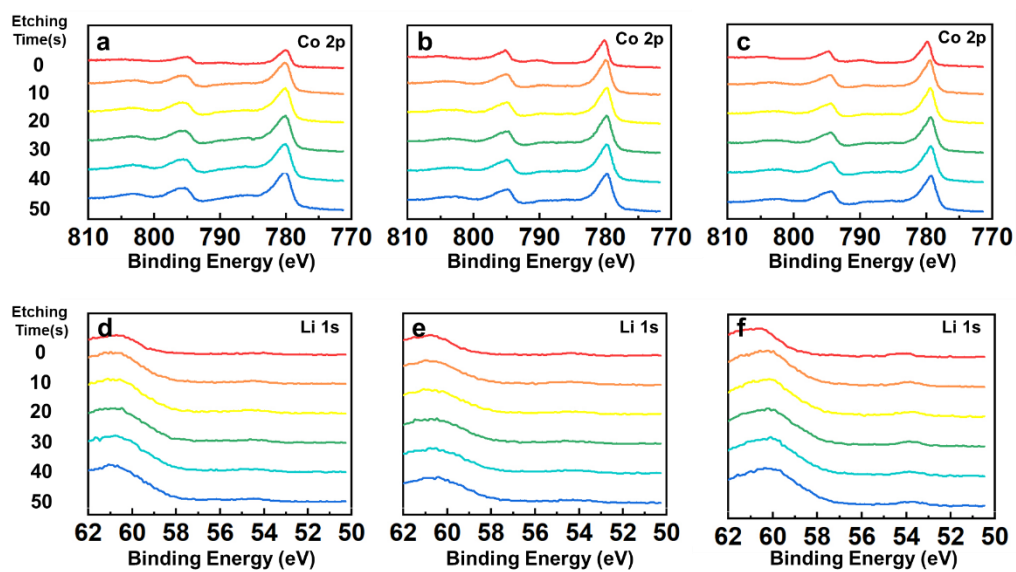 Etching
Time(s)
0
10
20
30
40
50
a
Co 2p
810 800 790 780 770
Binding Energy (eV)
b
Co 2p
810 800 790 780 770
Binding Energy (eV)
c
Co 2p
810 800 790 780 770
Binding Energy (eV)
Etching
Time(s)
0
10
20
30
40
50
d
Li 1s
62 60 58 56 54 52 50
Binding Energy (eV)
e
Li 1s
62 60 58 56 54 52 50
Binding Energy (eV)
f
Li 1s
62 60 58 56 54 52 50
Binding Energy (eV)